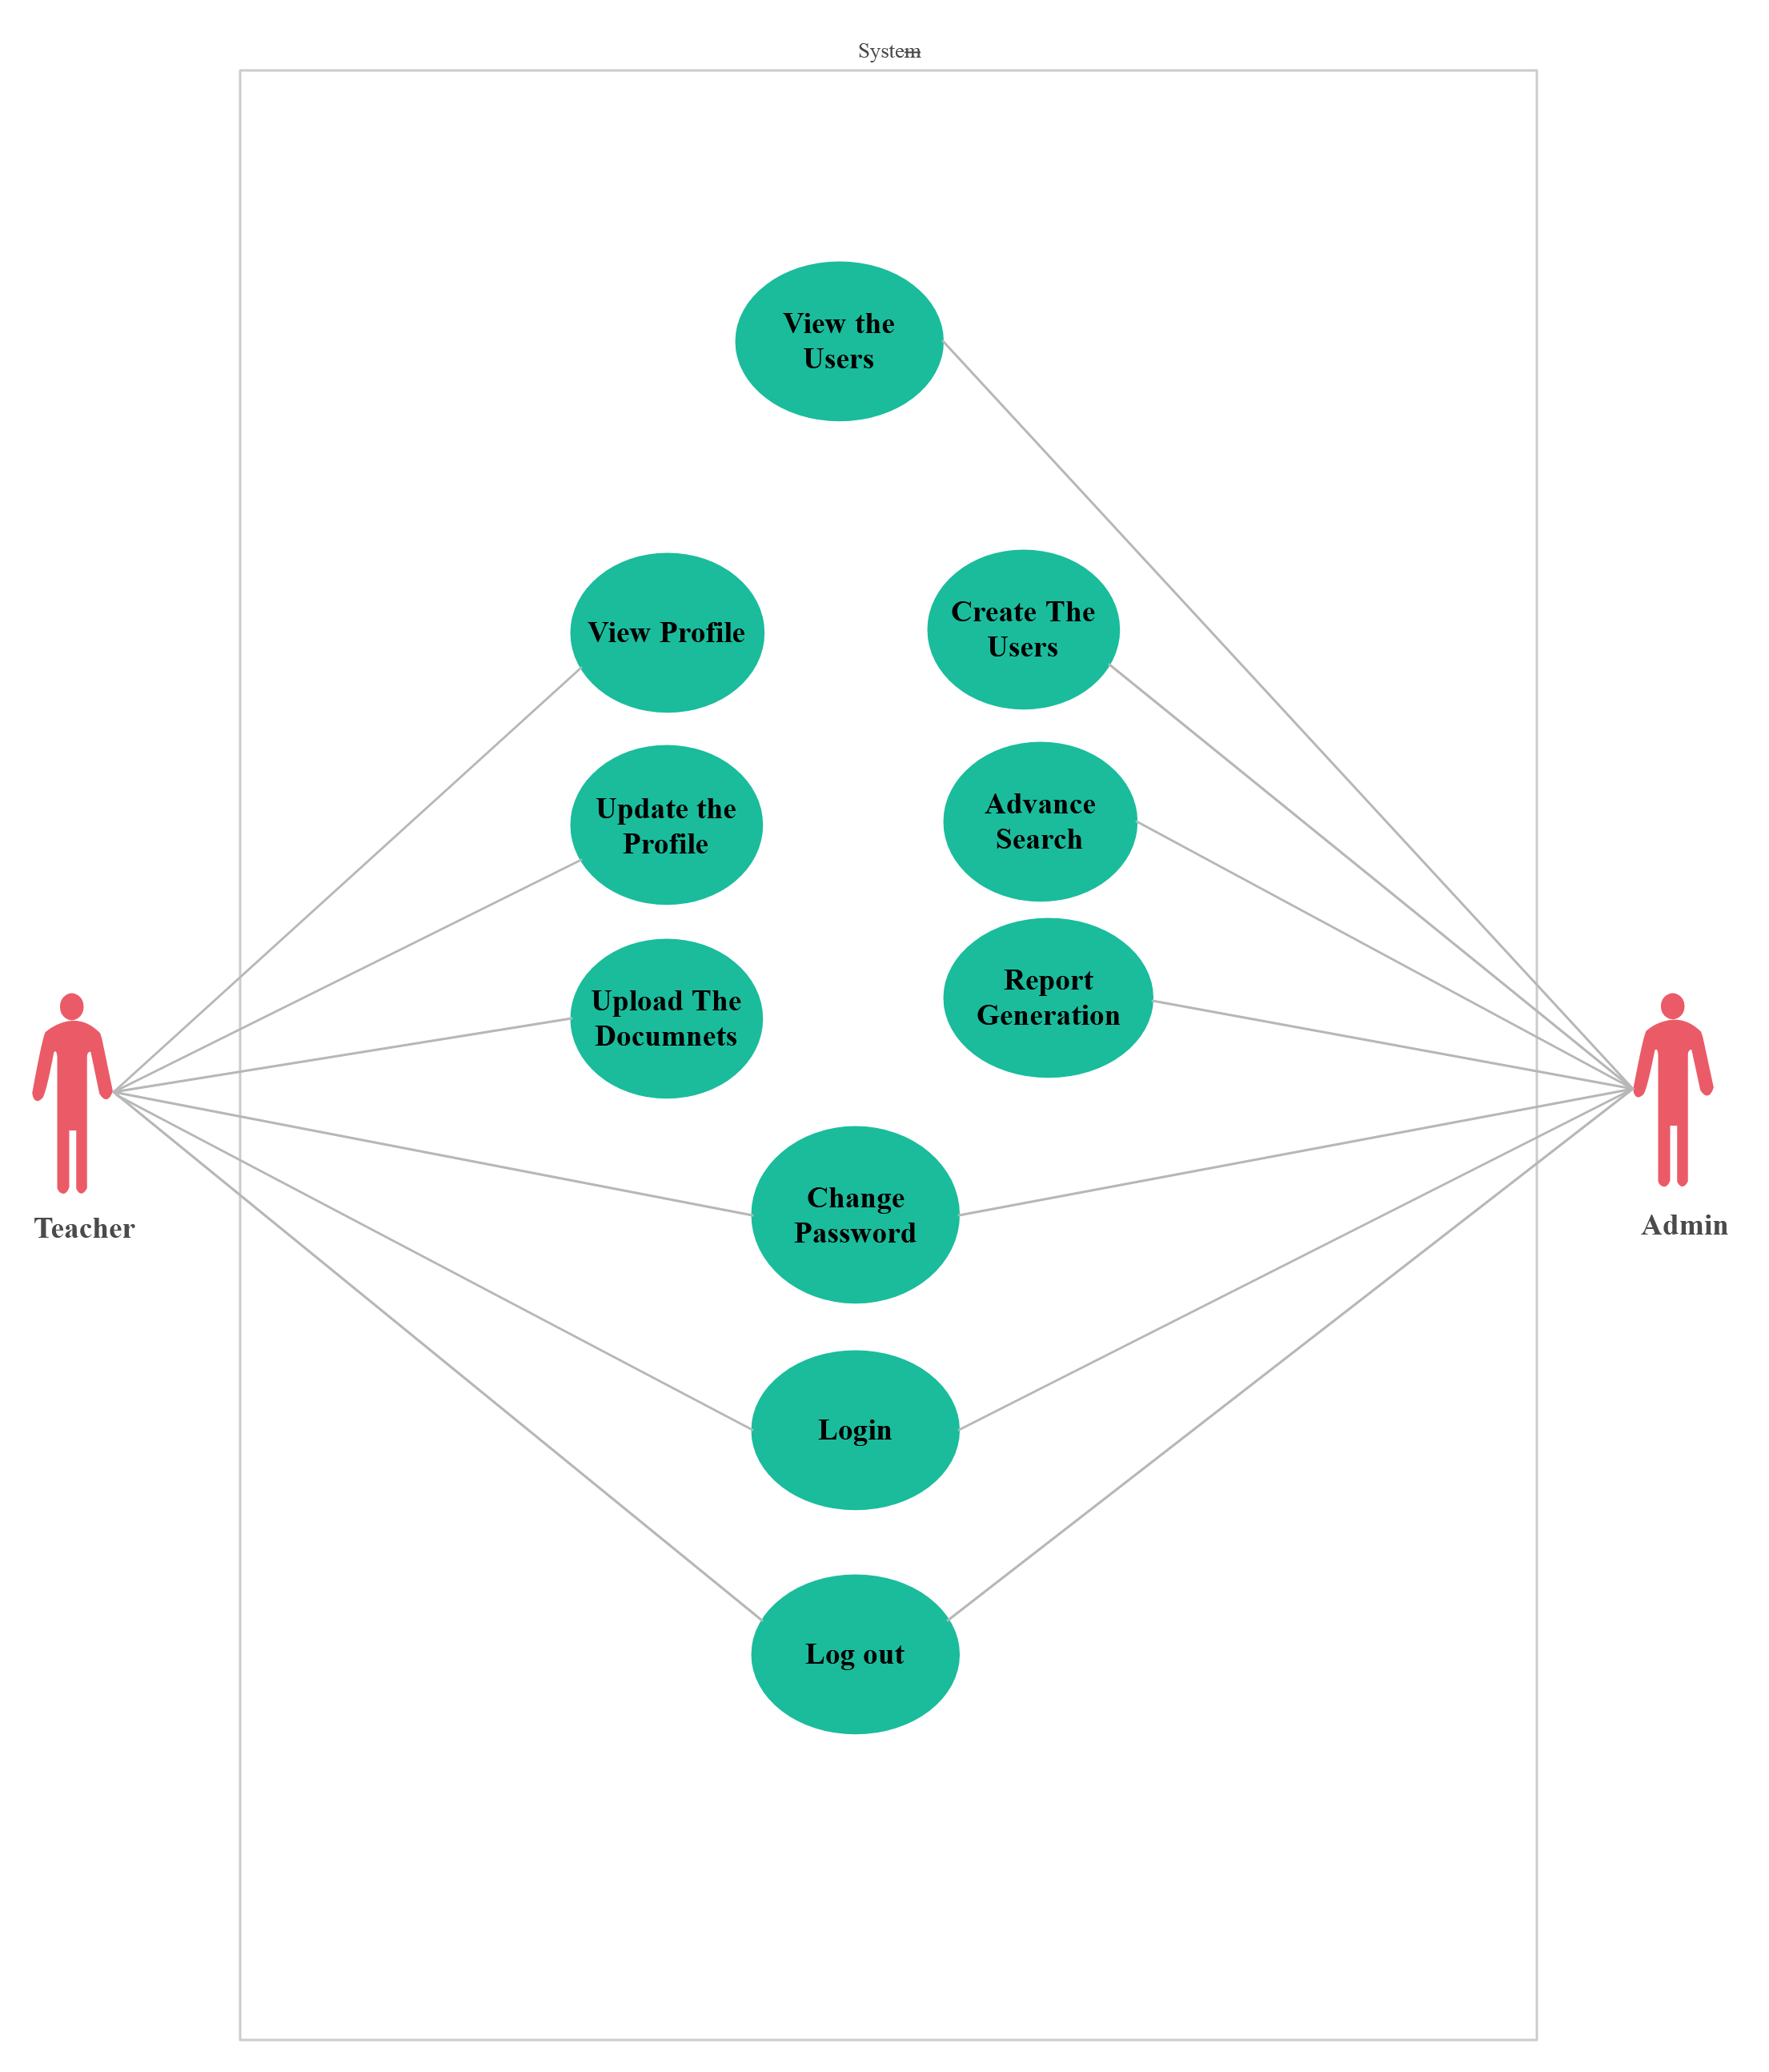 System
View the
Users
View Profile
Create The
Users
Update the
Profile
Advance
Search
Upload The
Documnets
Report
Generation
Teacher
Change
Password
Admin
Login
Log out